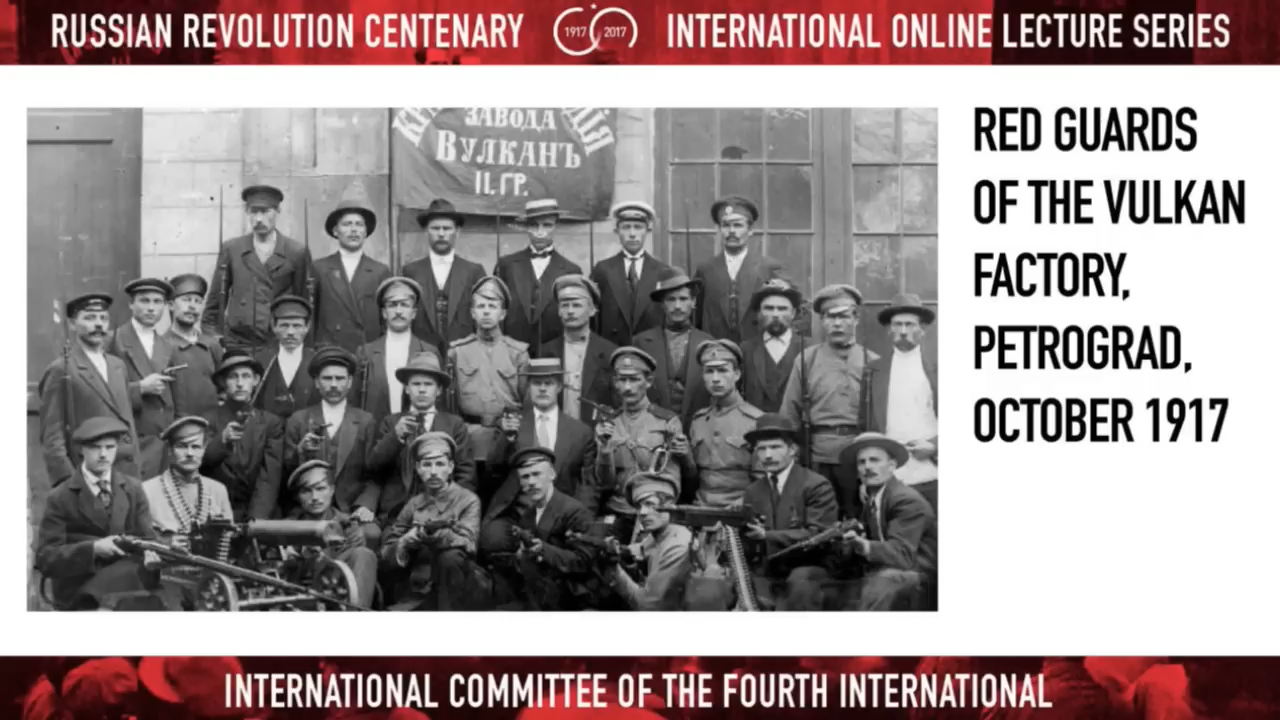 RUSSIAN REVOLUTION CENTENARY 1917 2017 INTERNATIONAL ONLINE LECTURE SERIES
ЗАВОДА
ВУЛКАНЪ
II. ГР.
RED GUARDS
OF THE VULKAN
FACTORY,
PETROGRAD,
OCTOBER 1917
INTERNATIONAL COMMITTEE OF THE FOURTH INTERNATIONAL